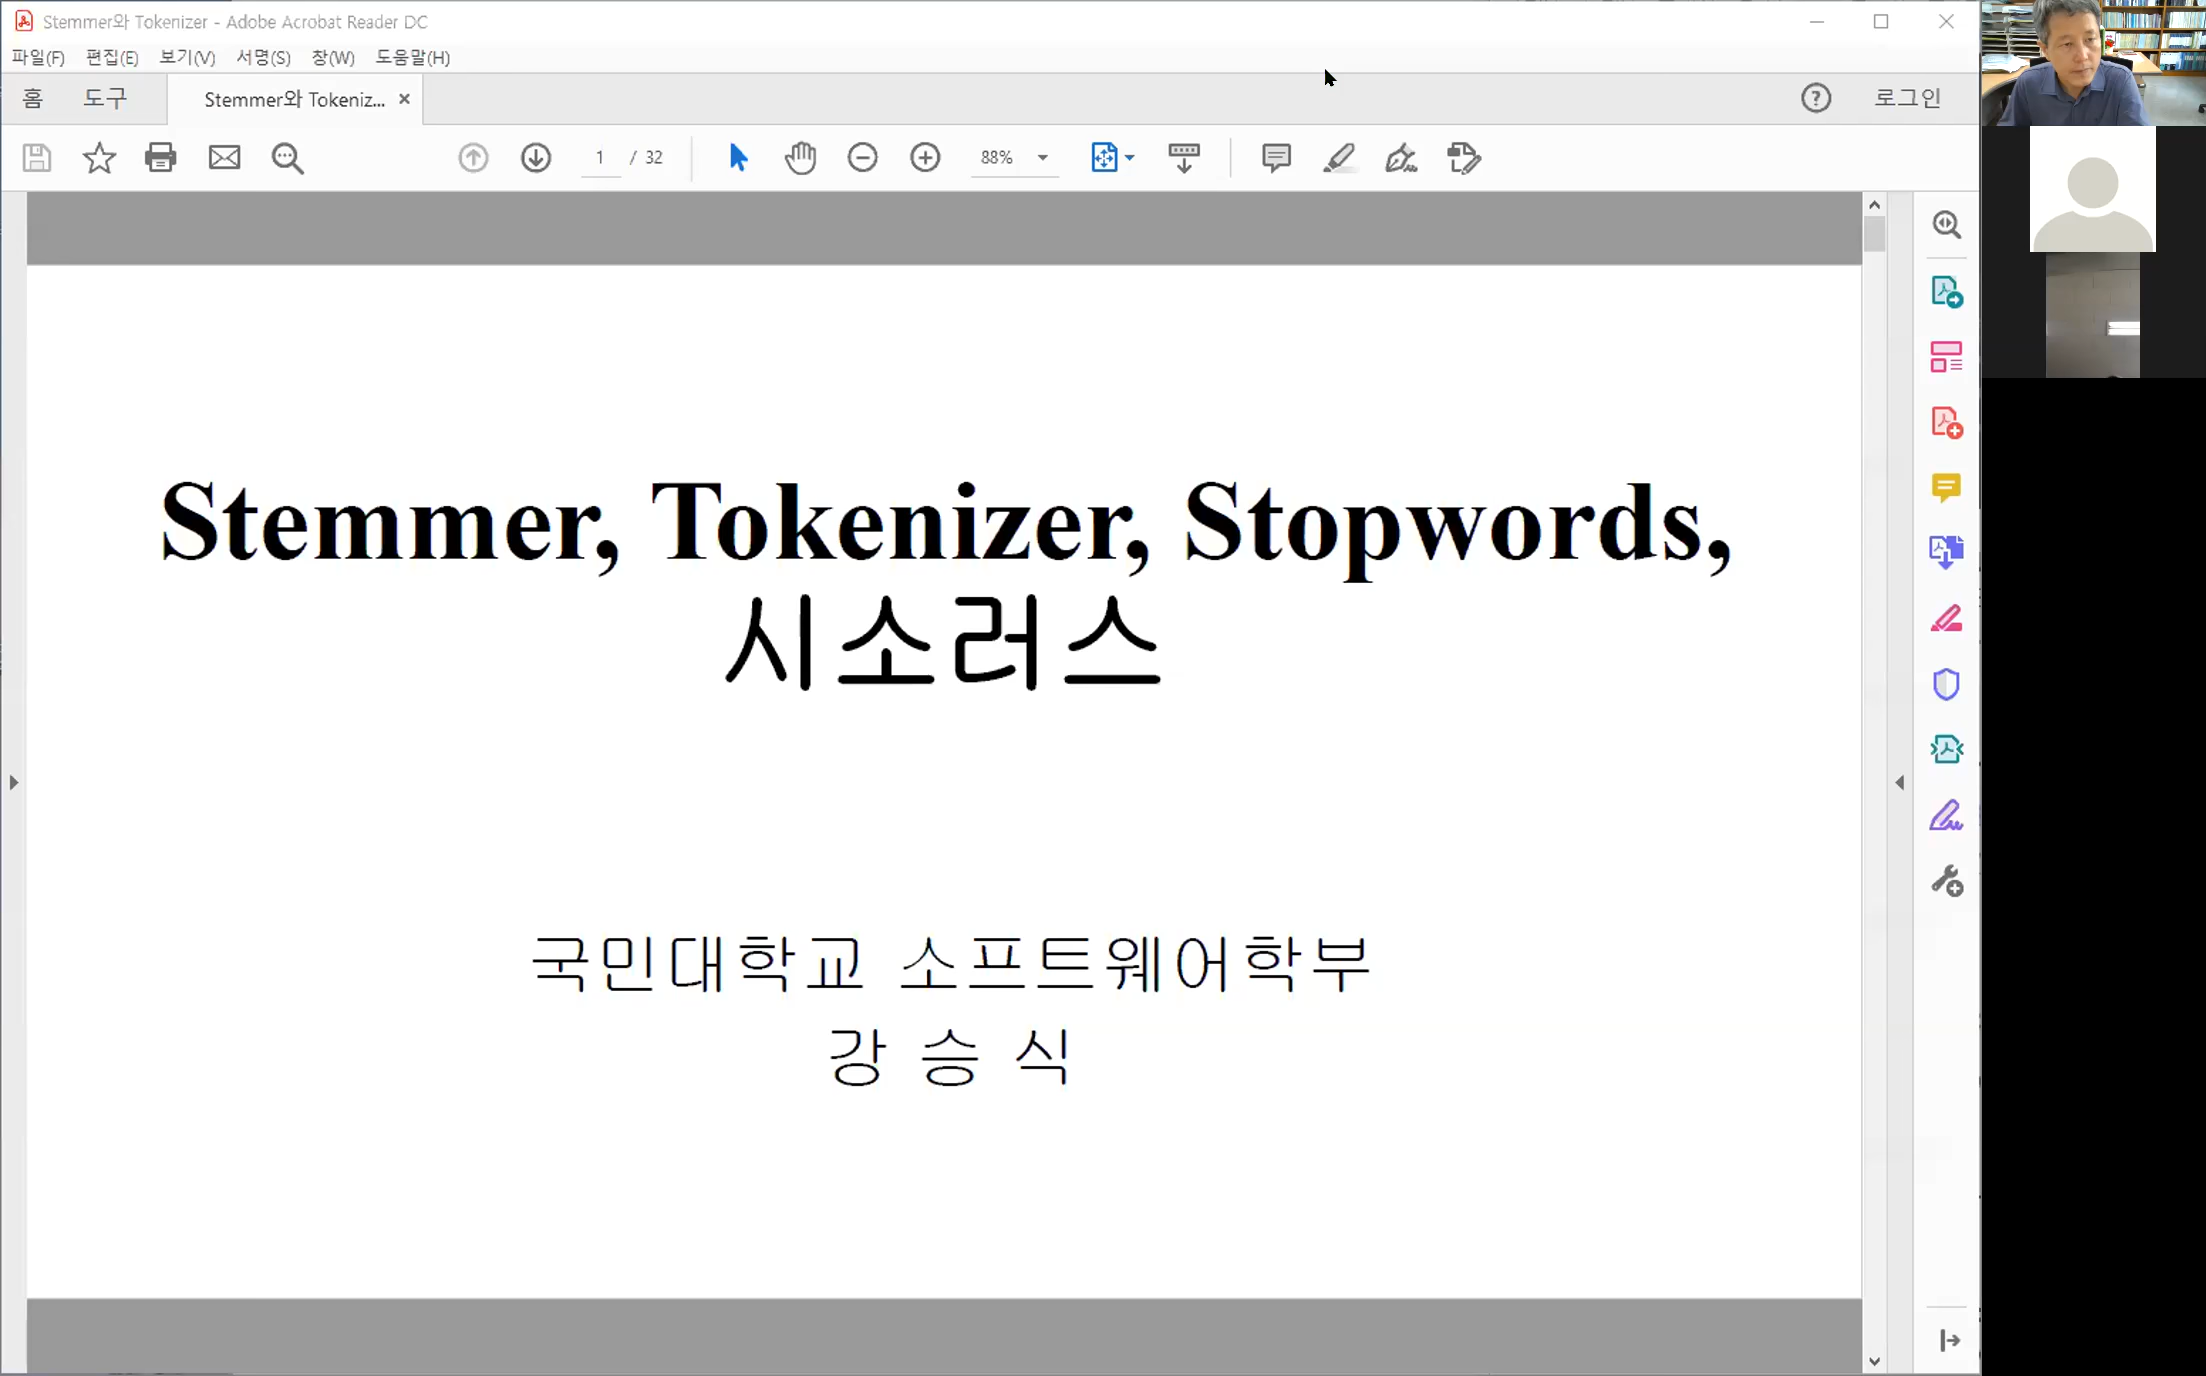 Stemmer와 Tokenizer - Adobe Acrobat Reader DC
파일(F) 편집(E) 보기(V) 서명(S) 창(W) 도움말(H)
홈 도구 Stemmer와 Tokeniz... 로그인
1 / 32 88%
Stemmer, Tokenizer, Stopwords,
시소러스
국민대학교 소프트웨어학부
강 승 식